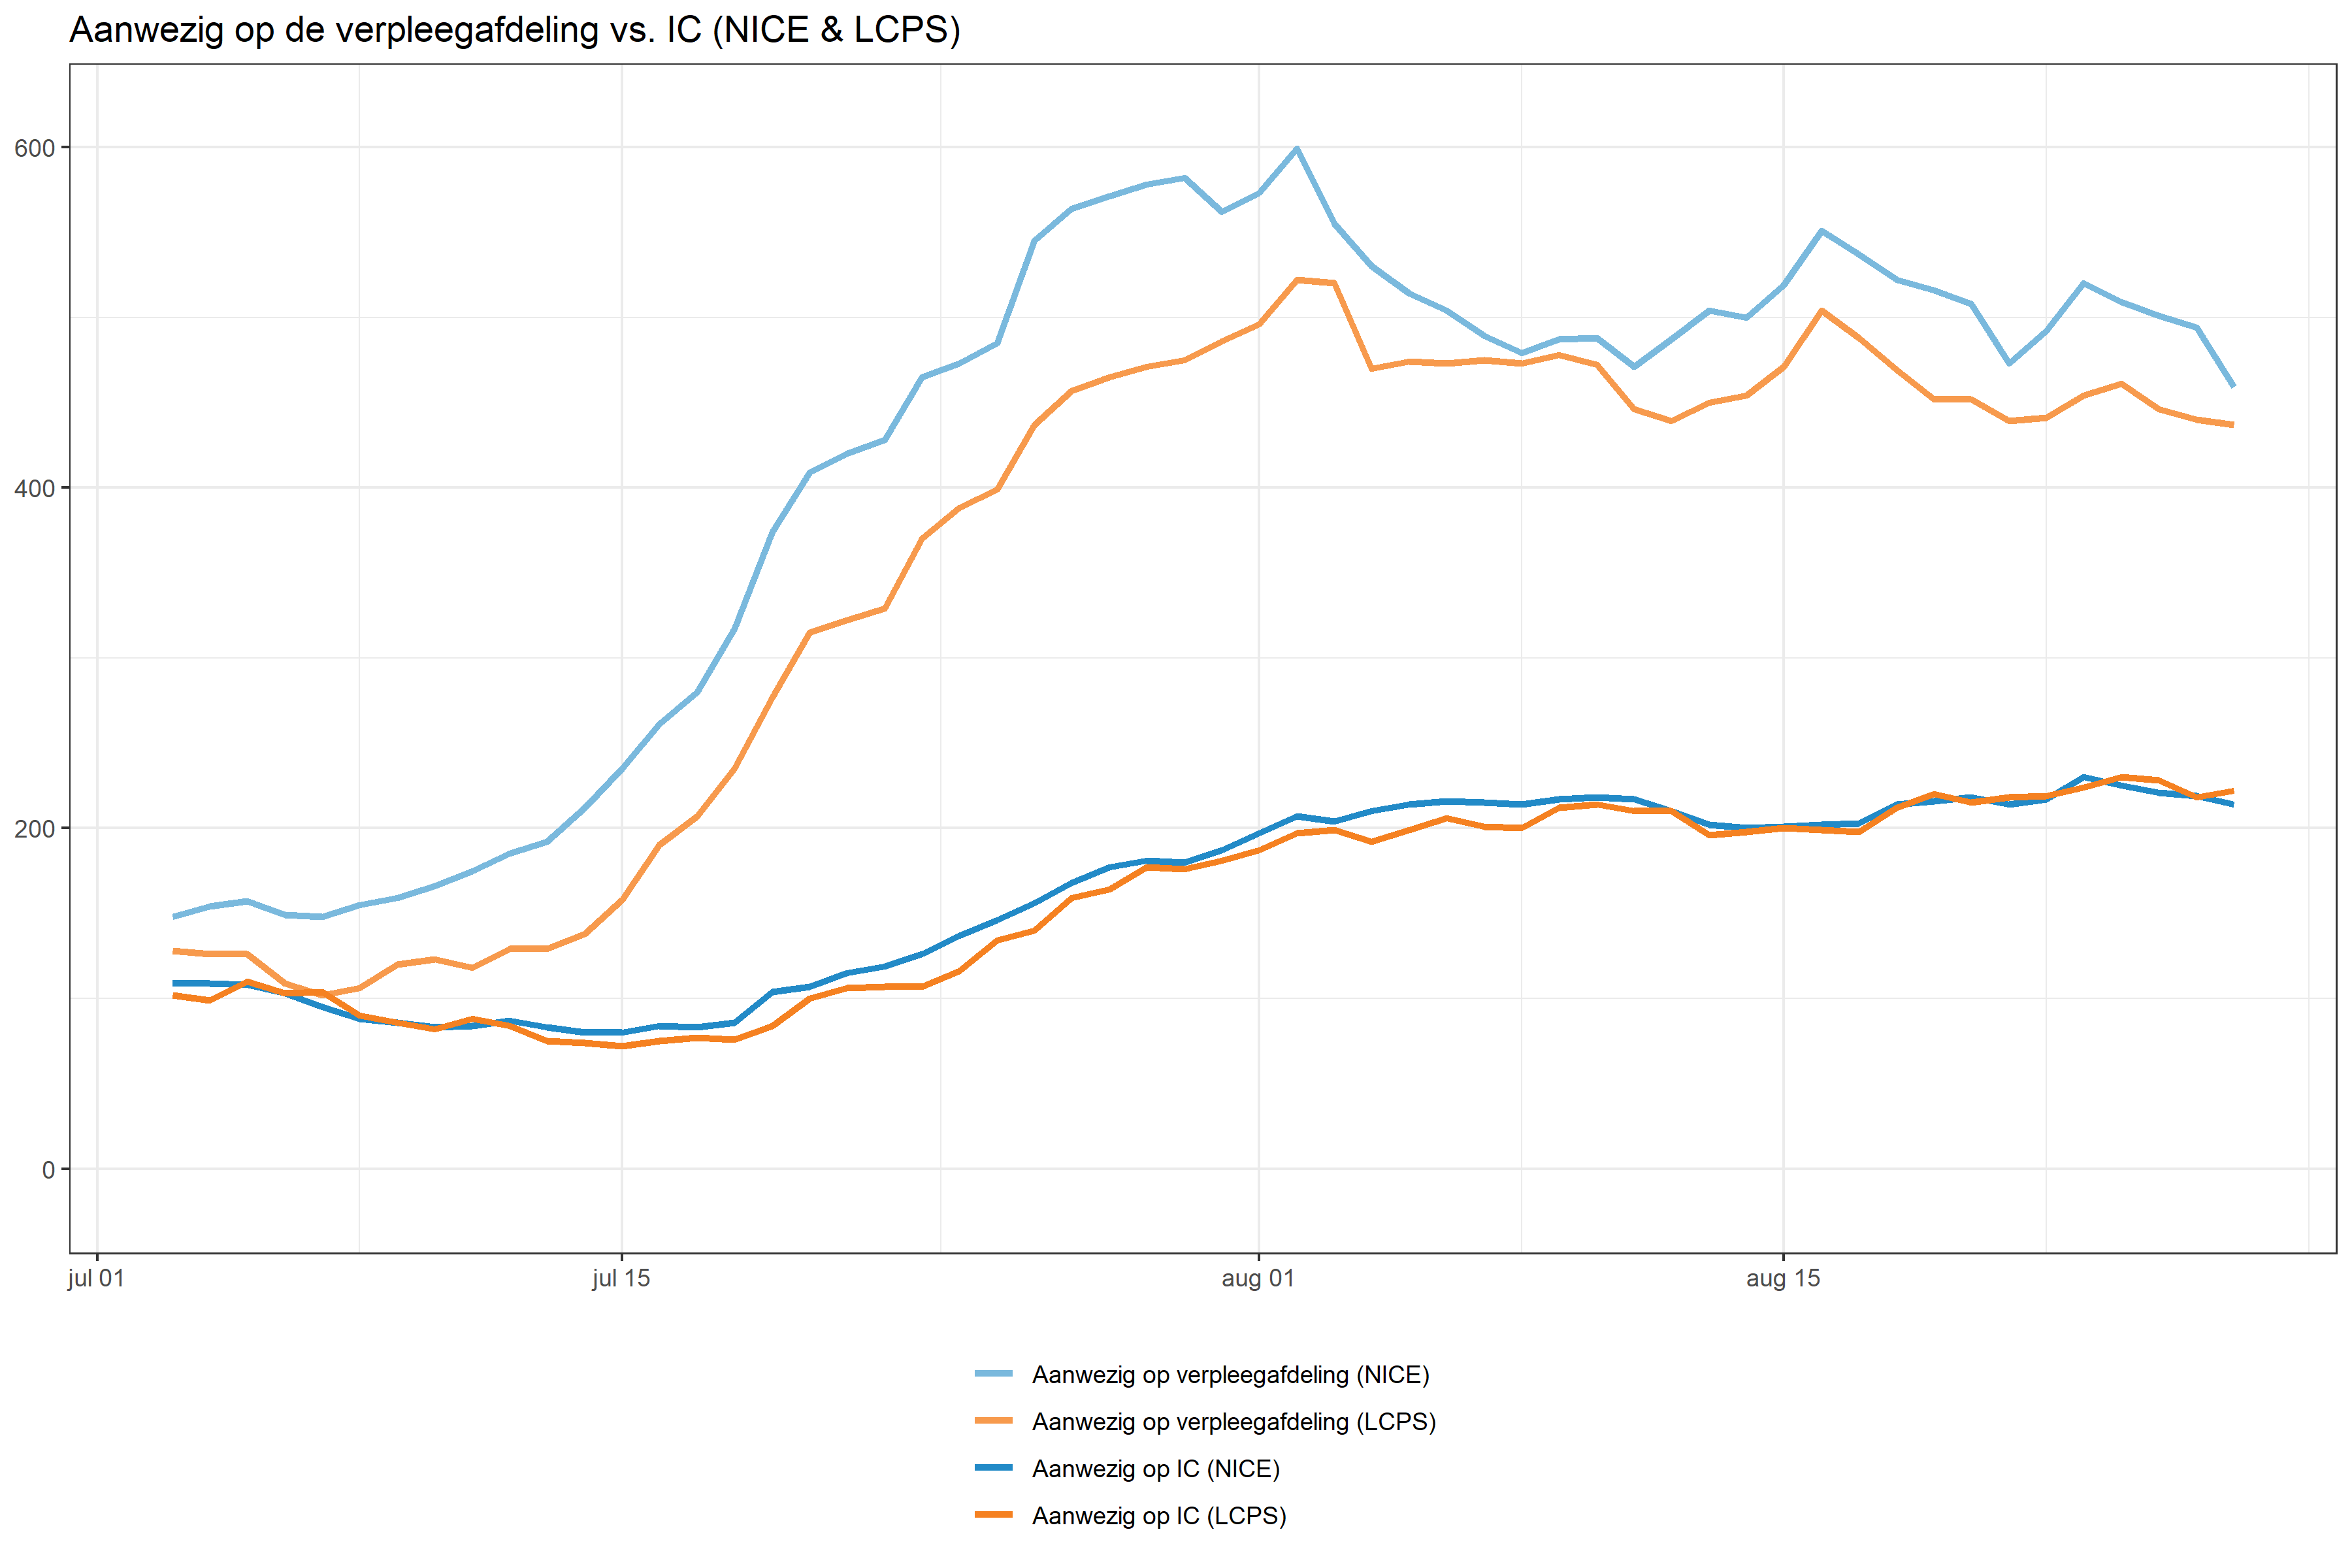 Aanwezig op de verpleegafdeling vs. IC (NICE & LCPS)
600
400
200
0
jul 01 jul 15 aug 01 aug 15
Aanwezig op verpleegafdeling (NICE)
Aanwezig op verpleegafdeling (LCPS)
Aanwezig op IC (NICE)
Aanwezig op IC (LCPS)